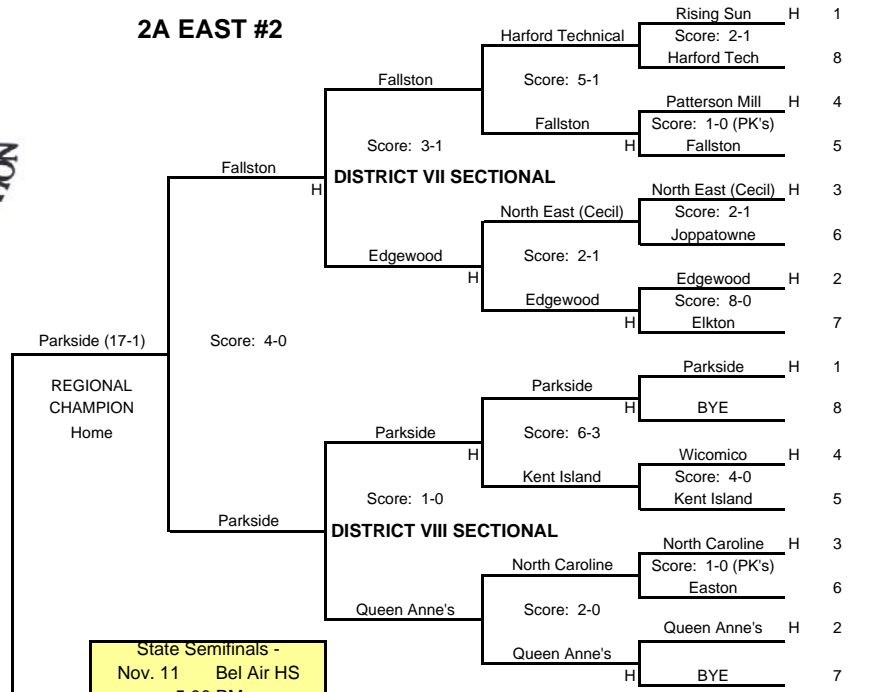 Rising Sun H 1
2A EAST #2
Harford Technical Score: 2-1
Harford Tech 8
Fallston Score: 5-1
Patterson Mill H 4
Fallston Score: 1-0 (PK's)
Score: 3-1 H Fallston 5
Fallston
H DISTRICT VII SECTIONAL
North East (Cecil) H 3
North East (Cecil) Score: 2-1
Joppatowne 6
Edgewood Score: 2-1
H Edgewood H 2
Edgewood Score: 8-0
H Elkton 7
Parkside (17-1) Score: 4-0
Parkside H 1
REGIONAL Parkside
CHAMPION H BYE 8
Home Parkside Score: 6-3
H Wicomico H 4
Kent Island Score: 4-0
Score: 1-0 Kent Island 5
Parkside
DISTRICT VIII SECTIONAL
North Caroline H 3
North Caroline Score: 1-0 (PK's)
Easton 6
Queen Anne's Score: 2-0
Queen Anne's H 2
State Semifinals -
Queen Anne's
Nov. 11 Bel Air HS H BYE 7